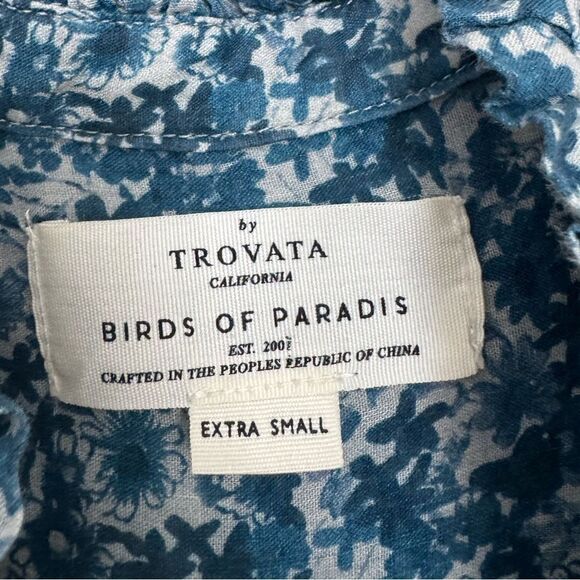 by
TROVATA
CALIFORNIA
BIRDS OF PARADIS
EST.
CRAFTED IN THE PEOPLES REPUBLIC OF CHINA
EXTRA SMALL